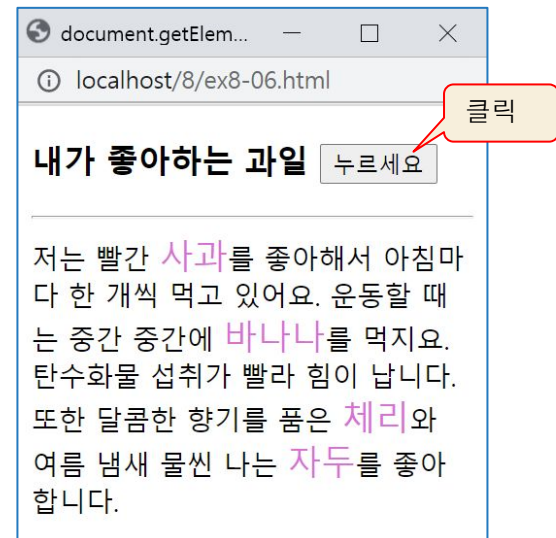 document.getElem...
localhost/8/ex8-06.html
클릭
내가 좋아하는 과일 누르세요
저는 빨간 사과를 좋아해서 아침마
다 한 개씩 먹고 있어요. 운동할 때
는 중간 중간에 바나나를 먹지요.
탄수화물 섭취가 빨라 힘이 납니다.
또한 달콤한 향기를 품은 체리와
여름 냄새 물씬 나는 자두를 좋아
합니다.